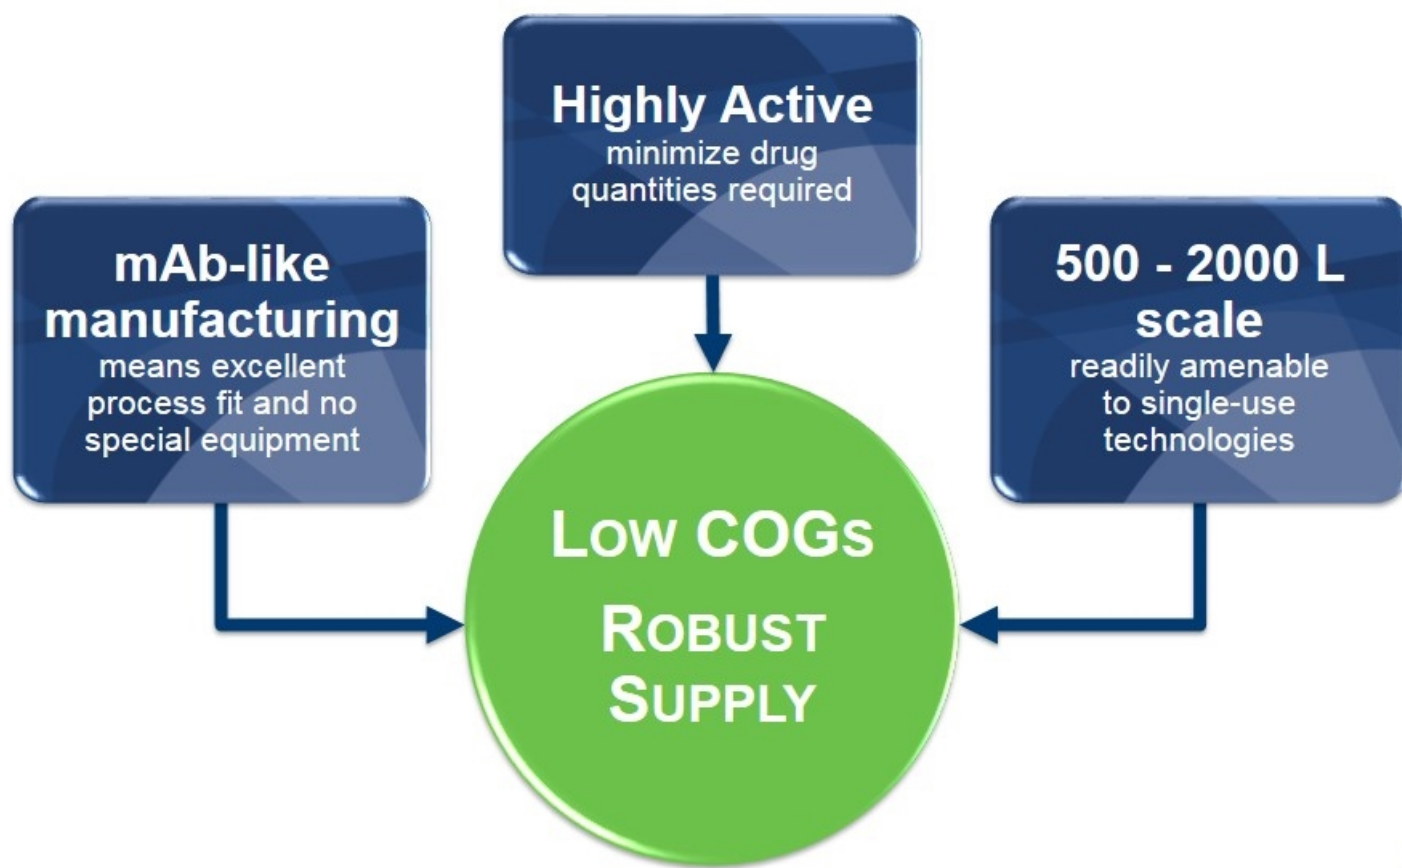 Highly Active
minimize drug
quantities required
mAb-like
manufacturing
means excellent
process fit and no
special equipment
500 - 2000 L
scale
readily amenable
to single-use
technologies
LOW COGS
ROBUST
SUPPLY